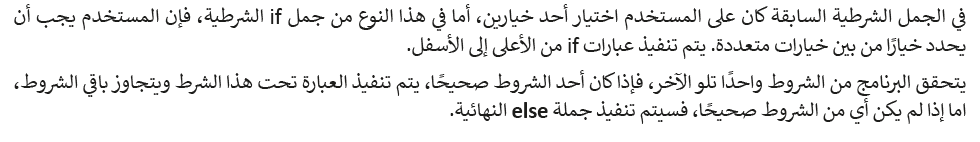 في الجمل الشرطية السابقة كان على المستخدم اختيار أحد خيارين، أما في هذا النوع من جمل if الشرطية، فإن المستخدم يجب أن
يحدد خيارًا من بين خيارات متعددة. يتم تنفيذ عبارات if من الأعلى إلى الأسفل.
يتحقق البرنامج من الشروط واحدًا تلو الآخر، فإذا كان أحد الشروط صحيحًا، يتم تنفيذ العبارة تحت هذا الشرط ويتجاوز باقي الشروط،
اما إذا لم يكن أي من الشروط صحيحًا، فسيتم تنفيذ جملة else النهائية.